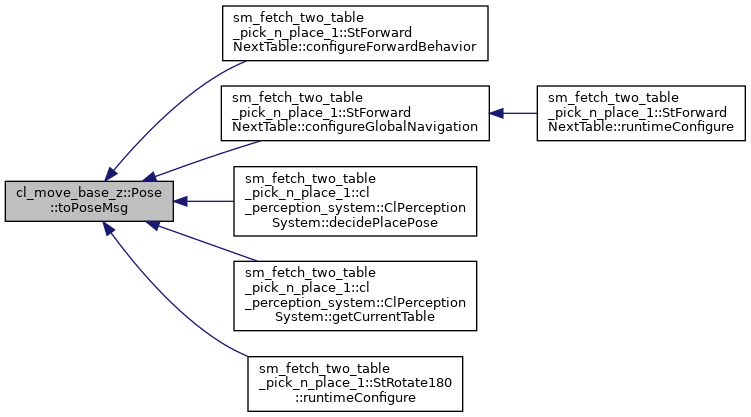 sm_fetch_two_table
_pick_n_place_1::StForward
NextTable::configureForwardBehavior
sm_fetch_two_table
_pick_n_place_1::StForward
NextTable::configureGlobalNavigation
sm_fetch_two_table
_pick_n_place_1::StForward
NextTable::runtimeConfigure
cl_move_base_z::Pose
::toPoseMsg
sm_fetch_two_table
_pick_n_place_1::cl
_perception_system::ClPerception
System::decidePlacePose
sm_fetch_two_table
_pick_n_place_1::cl
_perception_system::ClPerception
System::getCurrentTable
sm_fetch_two_table
_pick_n_place_1::StRotate180
::runtimeConfigure